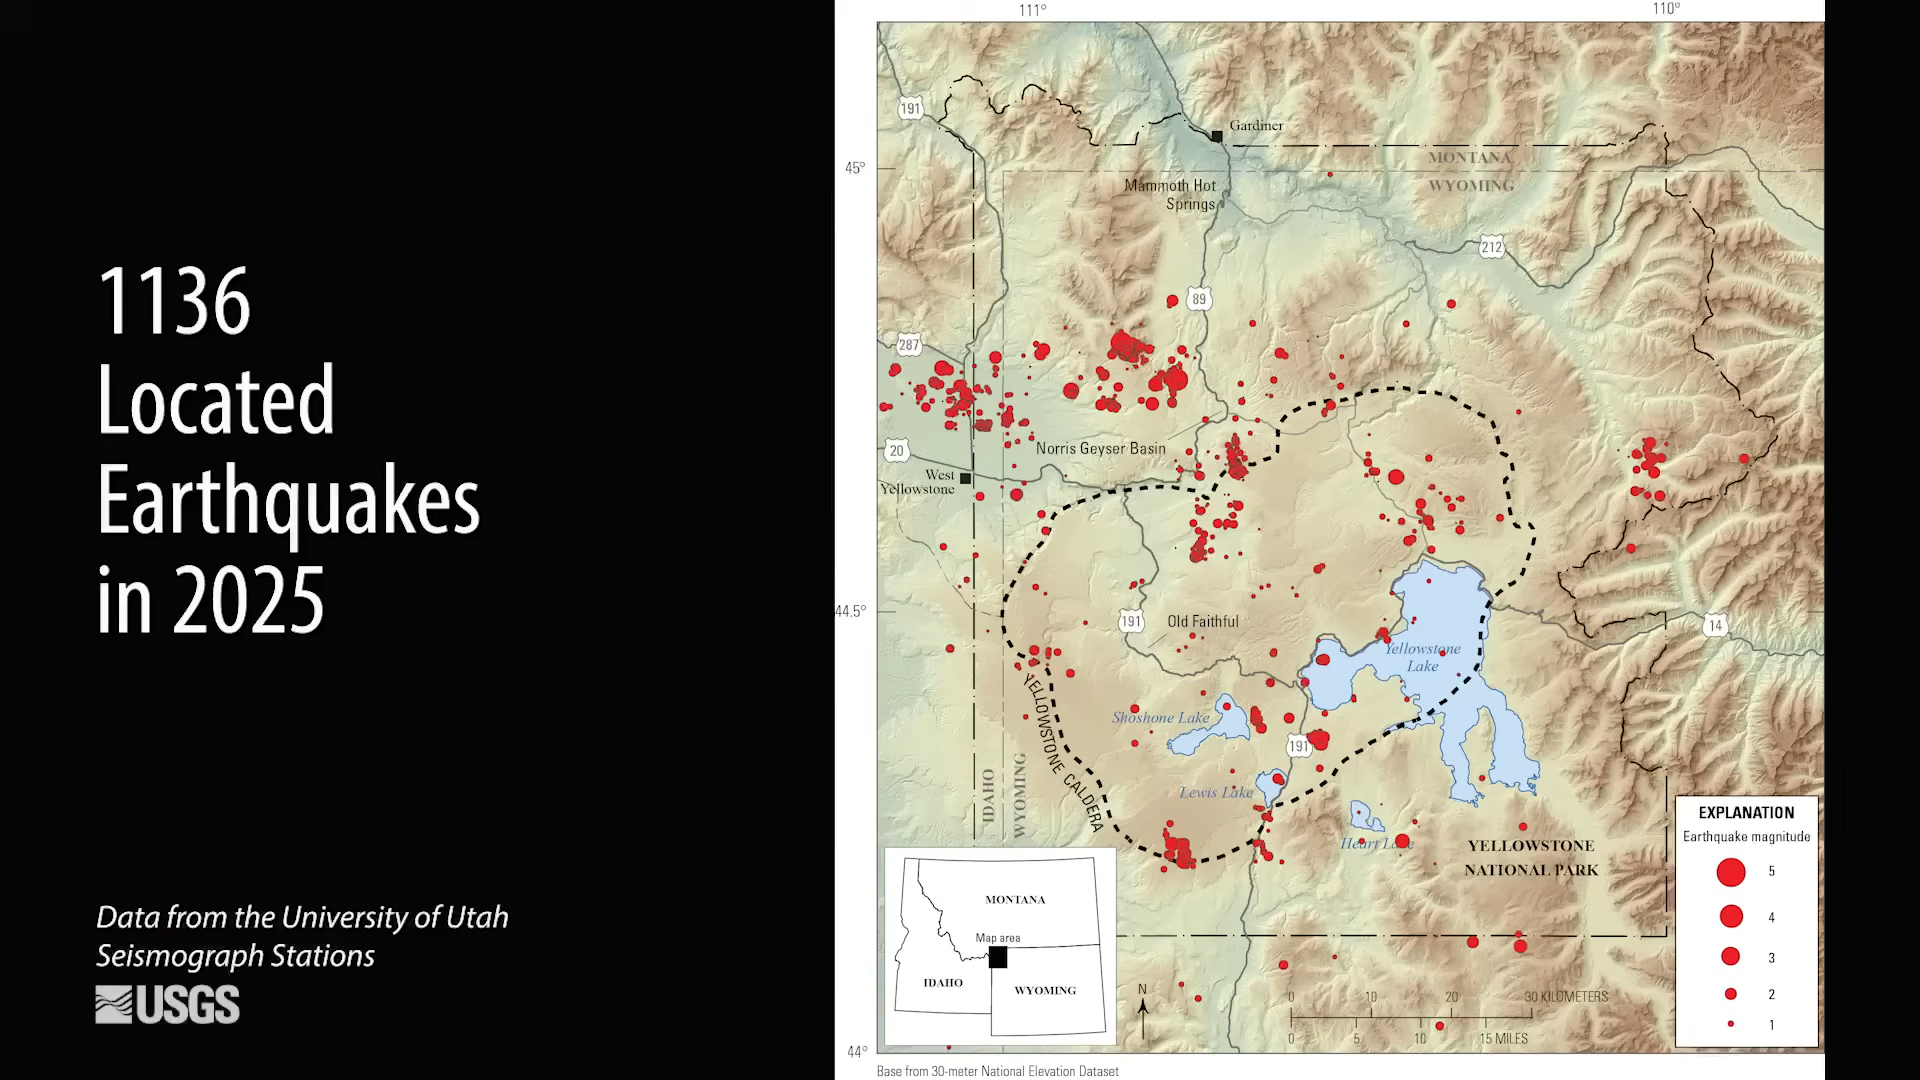 1136
Located
Earthquakes
in 2025
Data from the University of Utah
Seismograph Stations
USGS
111°
110°
45°
44.5°
44°
191
Gardiner
MONTANA
WYOMING
Mammoth Hot
Springs
212
89
287
20
Norris Geyser Basin
West
Yellowstone
191
Old Faithful
14
Yellowstone
Lake
Shoshone Lake
191
YELLOWSTONE CALDERA
IDAHO
WYOMING
Lewis Lake
Heart Lake
YELLOWSTONE
NATIONAL PARK
EXPLANATION
Earthquake magnitude
5
4
3
2
1
MONTANA
Map area
IDAHO
WYOMING
N
0 10 20 30 KILOMETERS
0 5 10 15 MILES
Base from 30-meter National Elevation Dataset